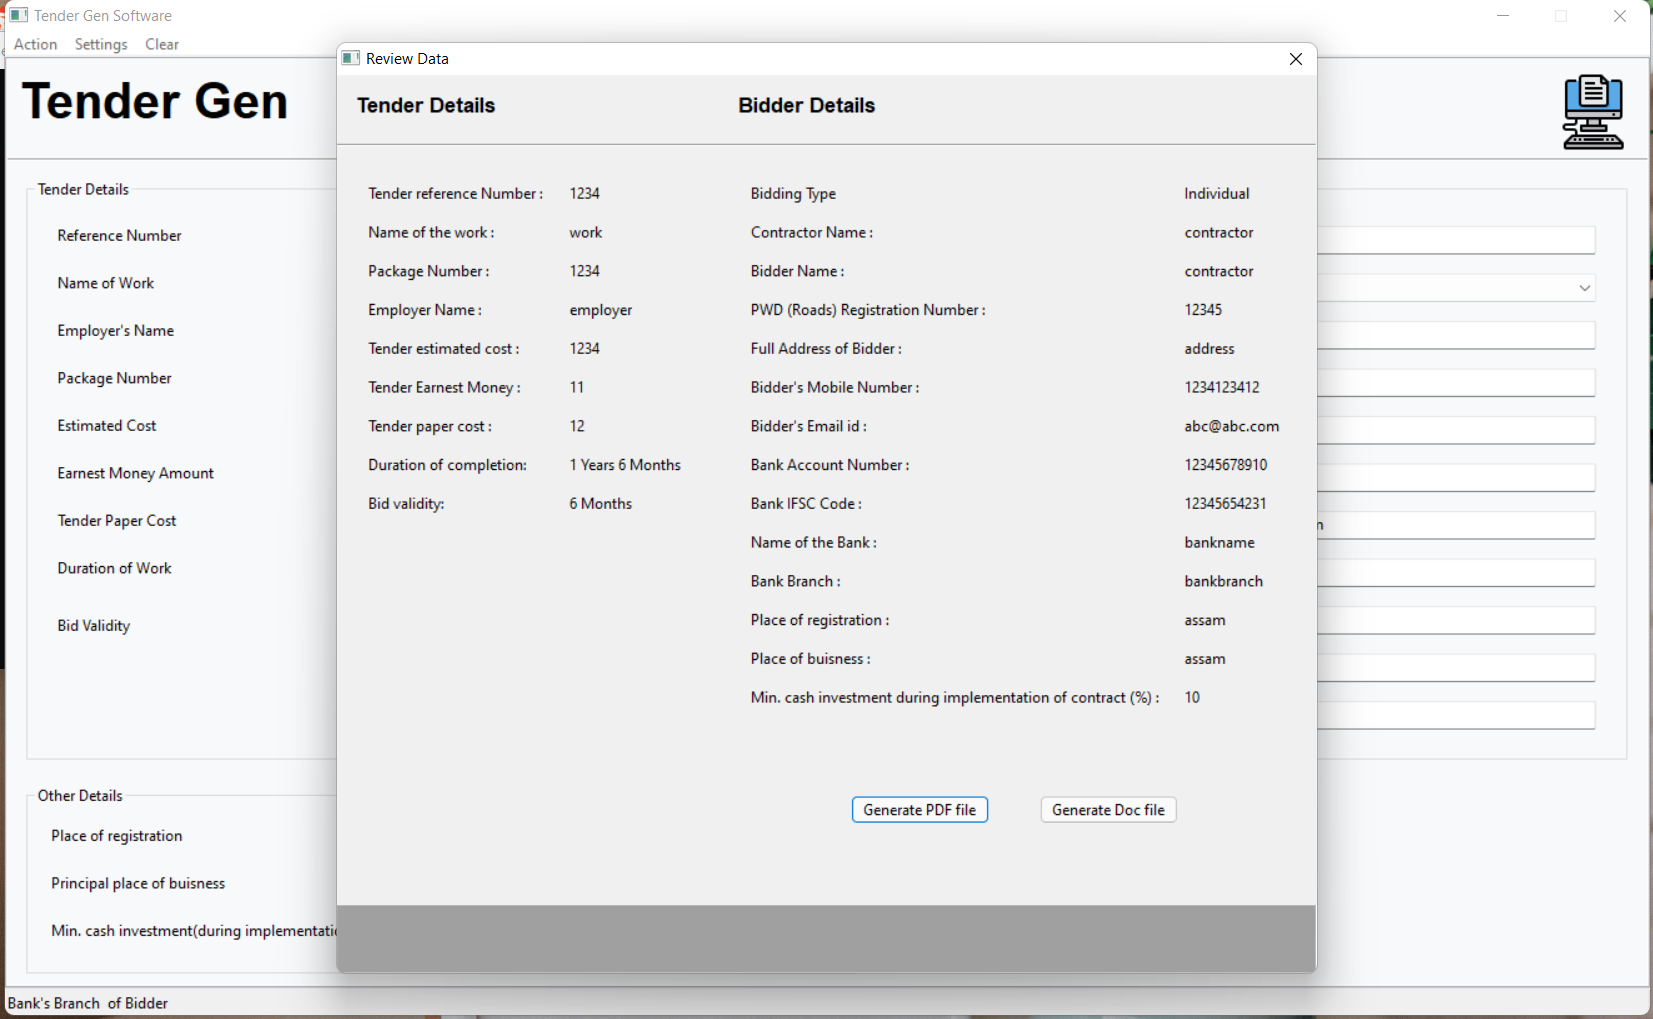 Tender Gen Software
Action Settings Clear
Tender Gen
Tender Details
Reference Number
Name of Work
Employer's Name
Package Number
Estimated Cost
Earnest Money Amount
Tender Paper Cost
Duration of Work
Bid Validity
Other Details
Place of registration
Principal place of buisness
Min. cash investment(during implementati
Review Data
Tender Details
Tender reference Number : 1234
Name of the work : work
Package Number : 1234
Employer Name : employer
Tender estimated cost : 1234
Tender Earnest Money : 11
Tender paper cost : 12
Duration of completion: 1 Years 6 Months
Bid validity: 6 Months
Bidder Details
Bidding Type Individual
Contractor Name : contractor
Bidder Name : contractor
PWD (Roads) Registration Number : 12345
Full Address of Bidder : address
Bidder's Mobile Number : 1234123412
Bidder's Email id : abc@abc.com
Bank Account Number : 12345678910
Bank IFSC Code : 12345654231
Name of the Bank : bankname
Bank Branch : bankbranch
Place of registration : assam
Place of buisness : assam
Min. cash investment during implementation of contract (%) : 10
Generate PDF file Generate Doc file
Bank's Branch of Bidder